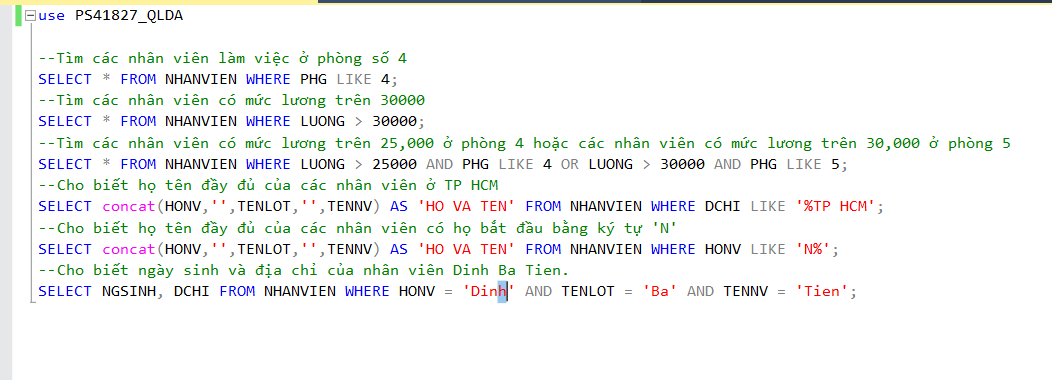 use PS41827_QLDA
--Tìm các nhân viên làm việc ở phòng số 4
SELECT * FROM NHANVIEN WHERE PHG LIKE 4;
--Tìm các nhân viên có mức lương trên 30000
SELECT * FROM NHANVIEN WHERE LUONG > 30000;
--Tìm các nhân viên có mức lương trên 25,000 ở phòng 4 hoặc các nhân viên có mức lương trên 30,000 ở phòng 5
SELECT * FROM NHANVIEN WHERE LUONG > 25000 AND PHG LIKE 4 OR LUONG > 30000 AND PHG LIKE 5;
--Cho biết họ tên đầy đủ của các nhân viên ở TP HCM
SELECT concat(HONV,'',TENLOT,'',TENNV) AS 'HO VA TEN' FROM NHANVIEN WHERE DCHI LIKE '%TP HCM';
--Cho biết họ tên đầy đủ của các nhân viên có họ bắt đầu bằng ký tự 'N'
SELECT concat(HONV,'',TENLOT,'',TENNV) AS 'HO VA TEN' FROM NHANVIEN WHERE HONV LIKE 'N%';
--Cho biết ngày sinh và địa chỉ của nhân viên Dinh Ba Tien.
SELECT NGSINH, DCHI FROM NHANVIEN WHERE HONV = 'Dinh' AND TENLOT = 'Ba' AND TENNV = 'Tien';